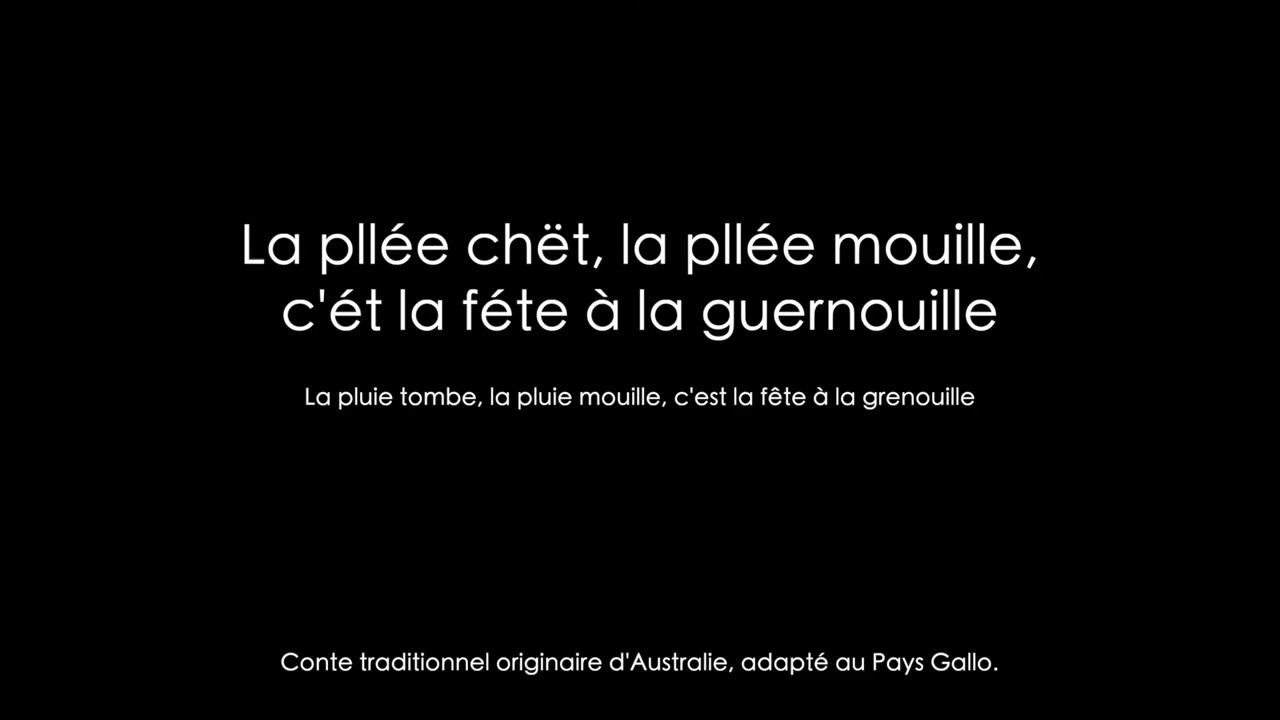 La pllée chët, la pllée mouille,
c'ét la féte à la guernouille
La pluie tombe, la pluie mouille, c'est la fête à la grenouille
Conte traditionnel originaire d'Australie, adapté au Pays Gallo.